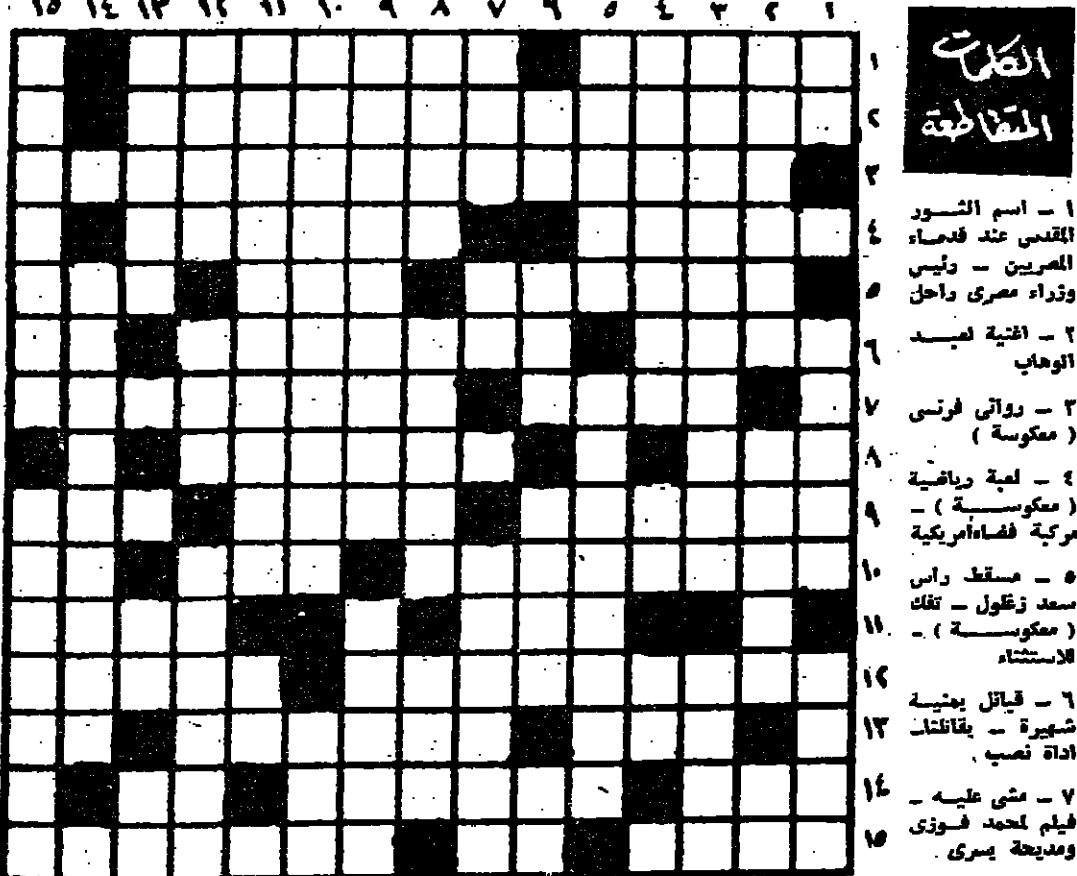 ١٥ ١٤ ١٣ ١٢ ١١ ١٠ ٩ ٨ ٧ ٦ ٥ ٤ ٣ ٢ ١
١
٢
٣
٤
٥
٦
٧
٨
٩
١٠
١١
١٢
١٣
١٤
١٥
الكلمات
المتقاطعة
١ – اسم الثور
المقدس عند قدماء
المصريين – رئيس
وزراء مصرى راحل
٢ – اغنية لعبد
الوهاب
٣ – روائى فرنسى
( معكوسة )
٤ – لعبة رياضية
( معكوسة ) –
مركبة فضاء أمريكية
٥ – مسقط رأس
سعد زغلول – تفك
( معكوسة ) –
للاستثناء
٦ – قبائل يمنية
شهيرة – يقاتلنا –
اداة نصب
٧ – مشى عليه –
فيلم لمحمد فوزى
ومديحة يسرى